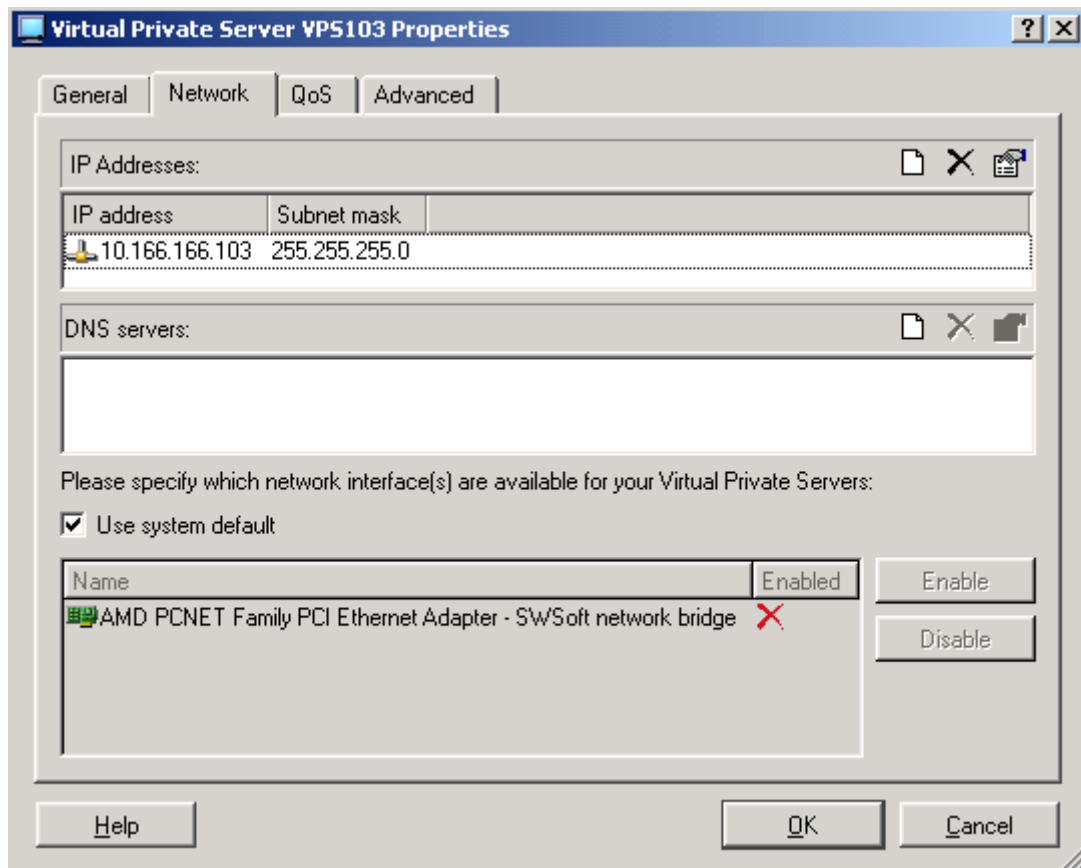 Virtual Private Server VPS103 Properties
General Network QoS Advanced
IP Addresses:
IP address Subnet mask
10.166.166.103 255.255.255.0
DNS servers:
Please specify which network interface(s) are available for your Virtual Private Servers:
Use system default
Name Enabled
AMD PCNET Family PCI Ethernet Adapter - SWSoft network bridge
Enable
Disable
Help OK Cancel